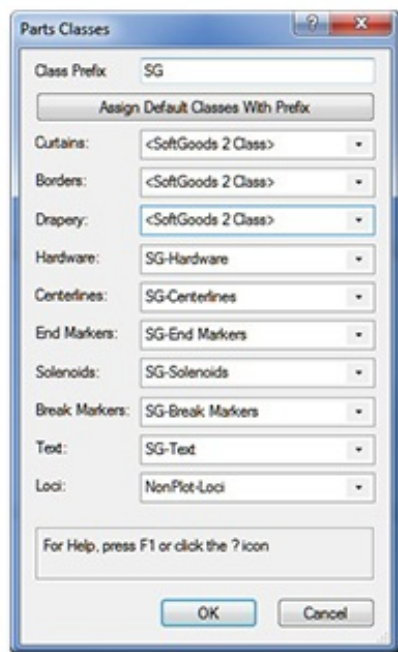 Parts Classes
Class Prefix SG
Assign Default Classes With Prefix
Curtains: <SoftGoods 2 Class>
Borders: <SoftGoods 2 Class>
Drapery: <SoftGoods 2 Class>
Hardware: SG-Hardware
Centerlines: SG-Centerlines
End Markers: SG-End Markers
Solenoids: SG-Solenoids
Break Markers: SG-Break Markers
Text: SG-Text
Loci: NonPlot-Loci
For Help, press F1 or click the ? icon
OK Cancel